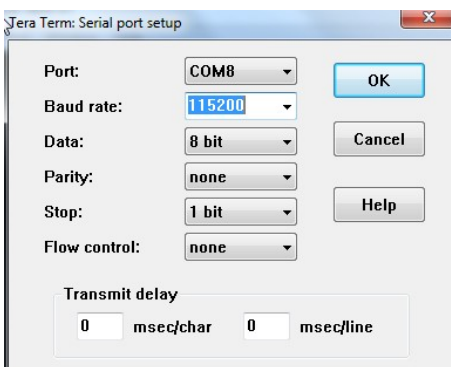 Tera Term: Serial port setup
Port: COM8 OK
Baud rate: 115200
Data: 8 bit Cancel
Parity: none
Stop: 1 bit Help
Flow control: none
Transmit delay
0 msec/char 0 msec/line